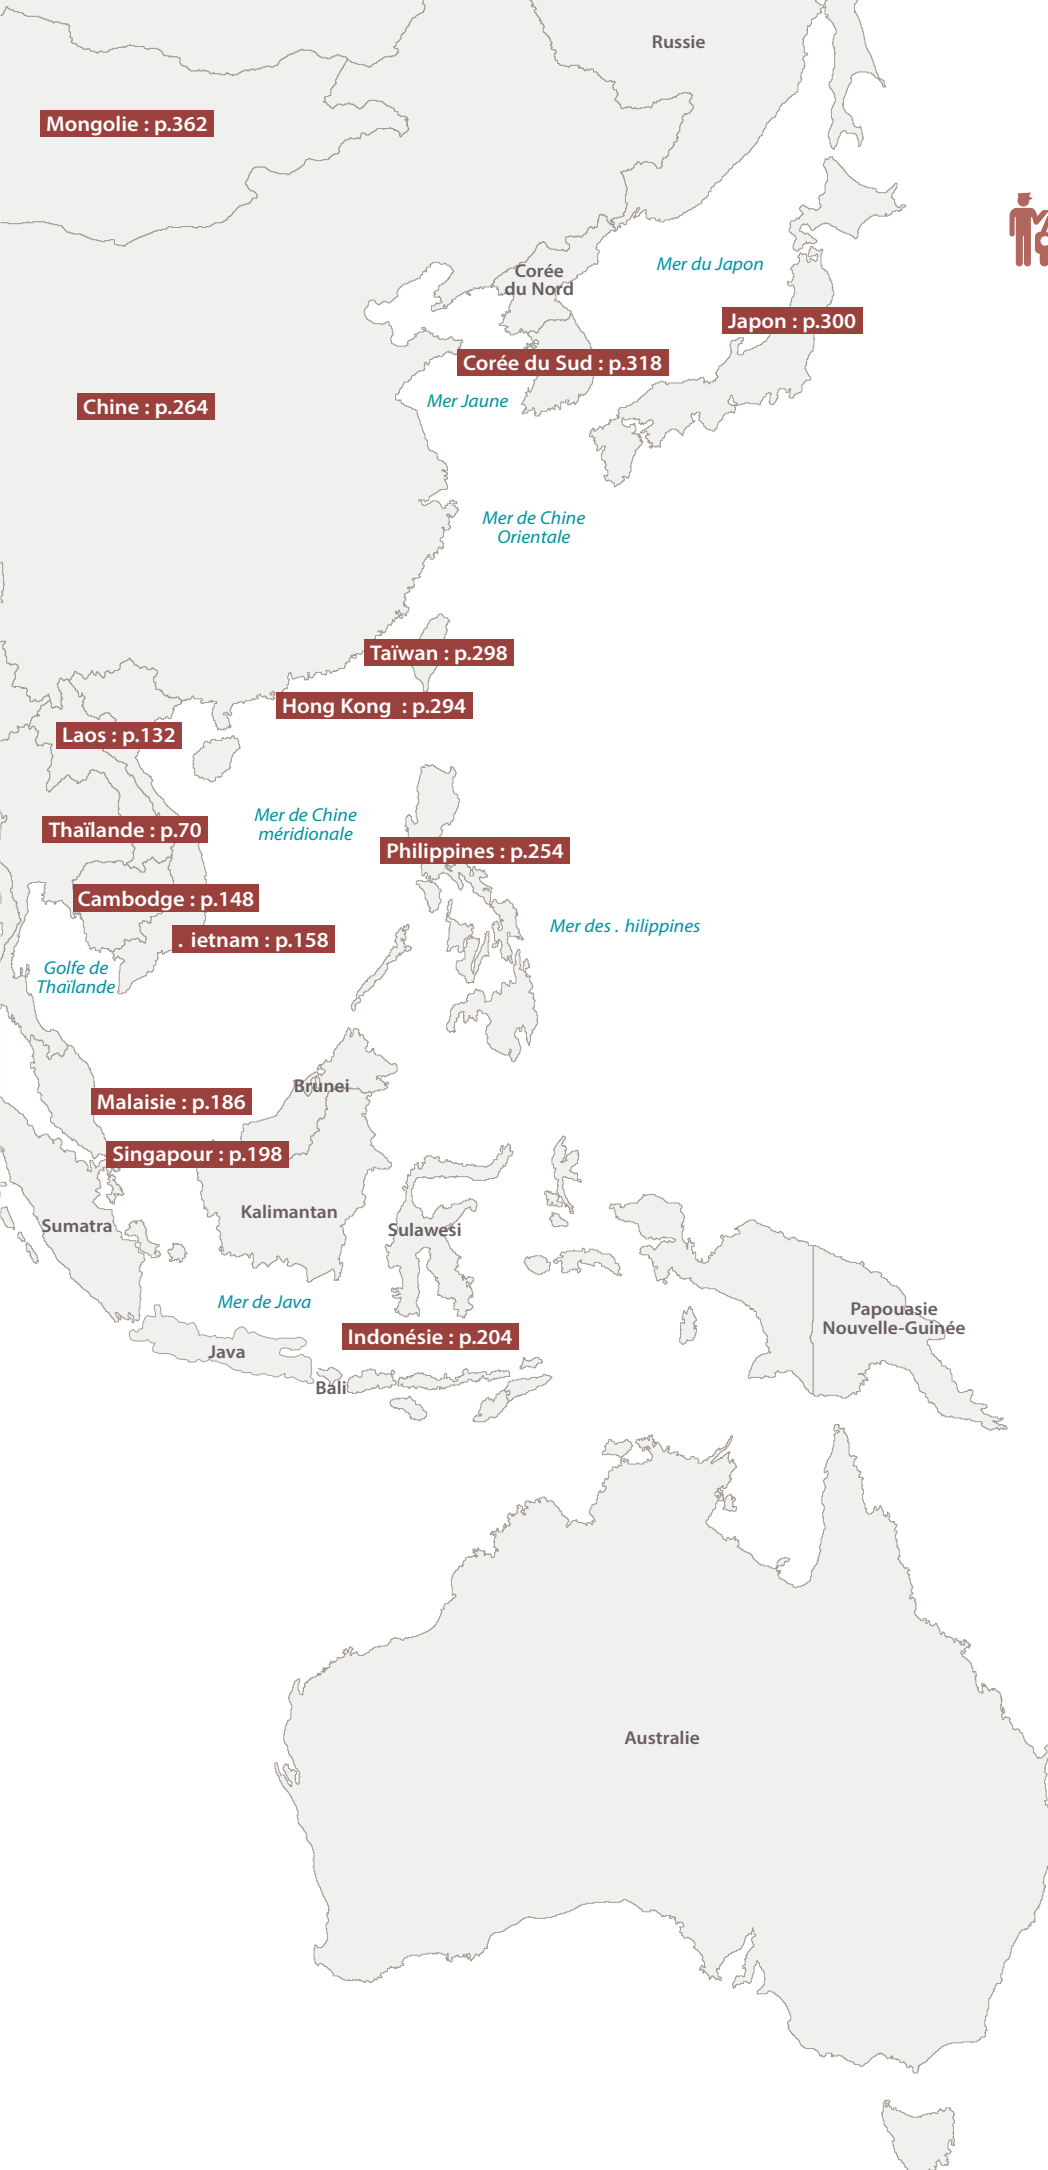 Russie
Mongolie : p.362
Mer du Japon
Corée
du Nord
Japon : p.300
Corée du Sud : p.318
Mer Jaune
Chine : p.264
Mer de Chine
Orientale
Taïwan : p.298
Hong Kong : p.294
Laos : p.132
Mer de Chine
méridionale
Thaïlande : p.70
Philippines : p.254
Cambodge : p.148
Mer des . hilippines
. ietnam : p.158
Golfe de
Thaïlande
Brunei
Malaisie : p.186
Singapour : p.198
Kalimantan
Sumatra
Sulawesi
Mer de Java
Papouasie
Nouvelle-Guinée
Indonésie : p.204
Java
Bali
Australie